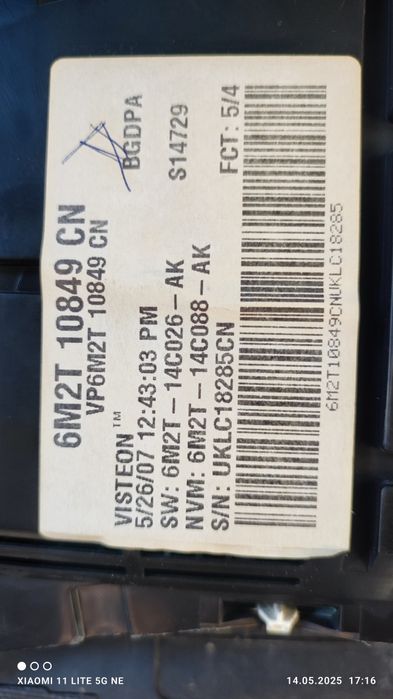 6M2T 10849 CN
VP6M2T 10849 CN
BGDPA
VISTEON™
5/26/07 12:43:03 PM
S14729
SW: 6M2T-14C026-AK
NVM: 6M2T-14C088-AK
S/N: UKLC18285CN
FCT: 5/4
6M2T10849CNUKLC18285
XIAOMI 11 LITE 5G NE
14.05.2025 17:16